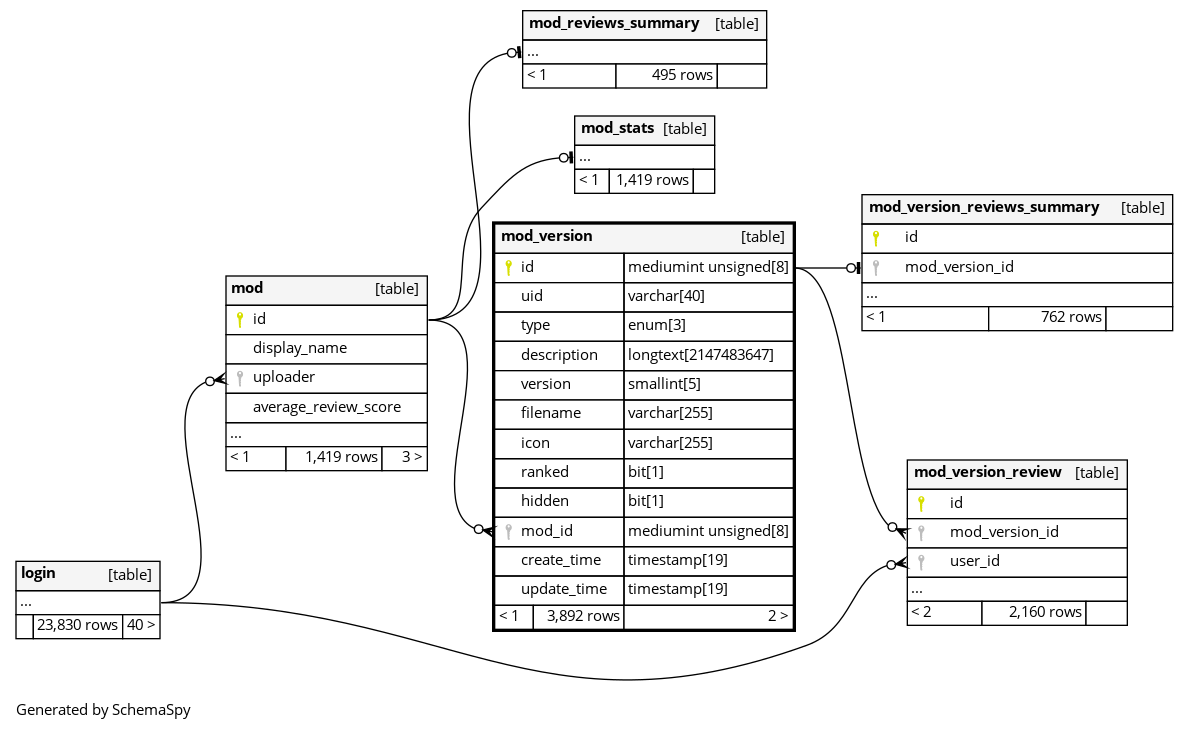 mod_reviews_summary [table]
...
< 1 495 rows
mod_stats [table]
...
< 1 1,419 rows
mod_version_reviews_summary [table]
id
mod_version_id
...
< 1 762 rows
mod_version [table]
id mediumint unsigned[8]
uid varchar[40]
type enum[3]
description longtext[2147483647]
version smallint[5]
filename varchar[255]
icon varchar[255]
ranked bit[1]
hidden bit[1]
mod_id mediumint unsigned[8]
create_time timestamp[19]
update_time timestamp[19]
< 1 3,892 rows 2 >
mod [table]
id
display_name
uploader
average_review_score
...
< 1 1,419 rows 3 >
mod_version_review [table]
id
mod_version_id
user_id
...
< 2 2,160 rows
login [table]
...
23,830 rows 40 >
Generated by SchemaSpy